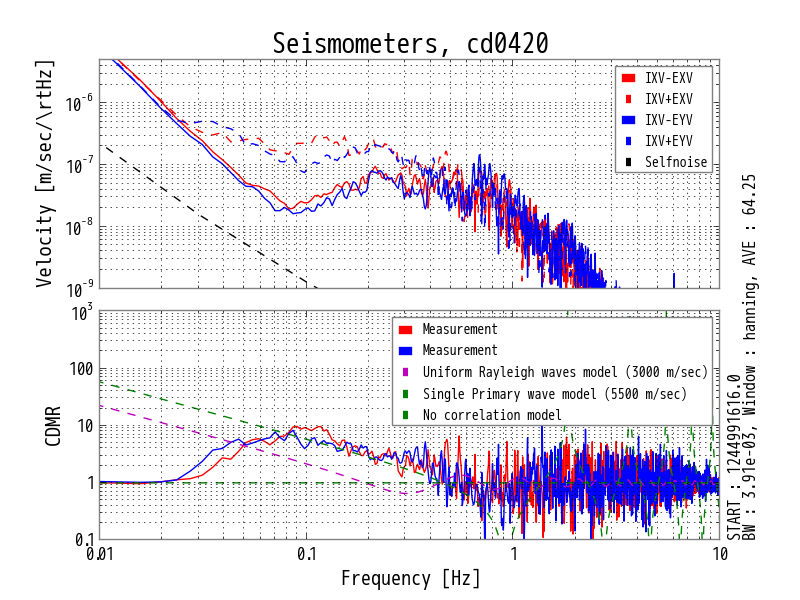 Seismometers, cd0420
Velocity [m/sec/\rtHz]
10^-6
10^-7
10^-8
10^-9
IXV-EXV
IXV+EXV
IXV-EYV
IXV+EYV
Selfnoise
CDMR
10^3
100
10
1
0.1
Measurement
Measurement
Uniform Rayleigh waves model (3000 m/sec)
Single Primary wave model (5500 m/sec)
No correlation model
0.01
0.1
1
10
Frequency [Hz]
START : 1244991616.0
BW : 3.91e-03, Window : hanning, AVE : 64.25